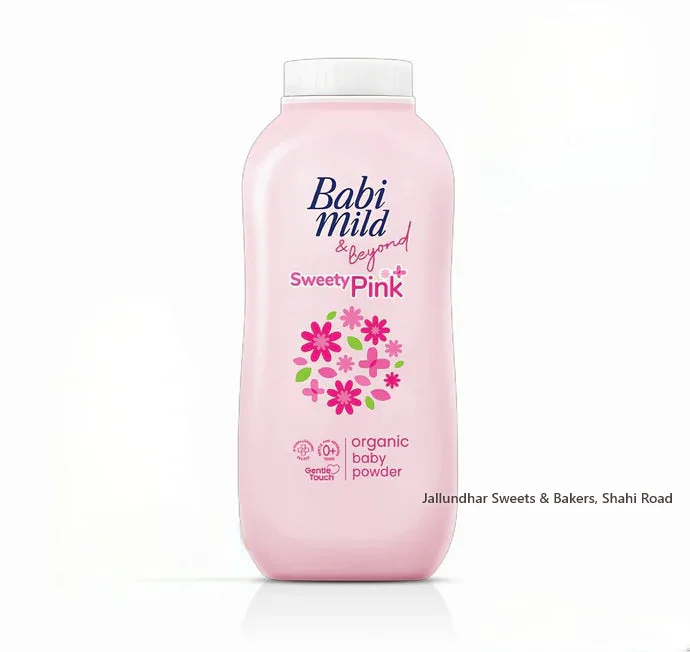 Babi
mild
& beyond
Sweety Pink
0+
Gentle
Touch
organic
baby
powder
Jallundhar Sweets & Bakers, Shahi Road